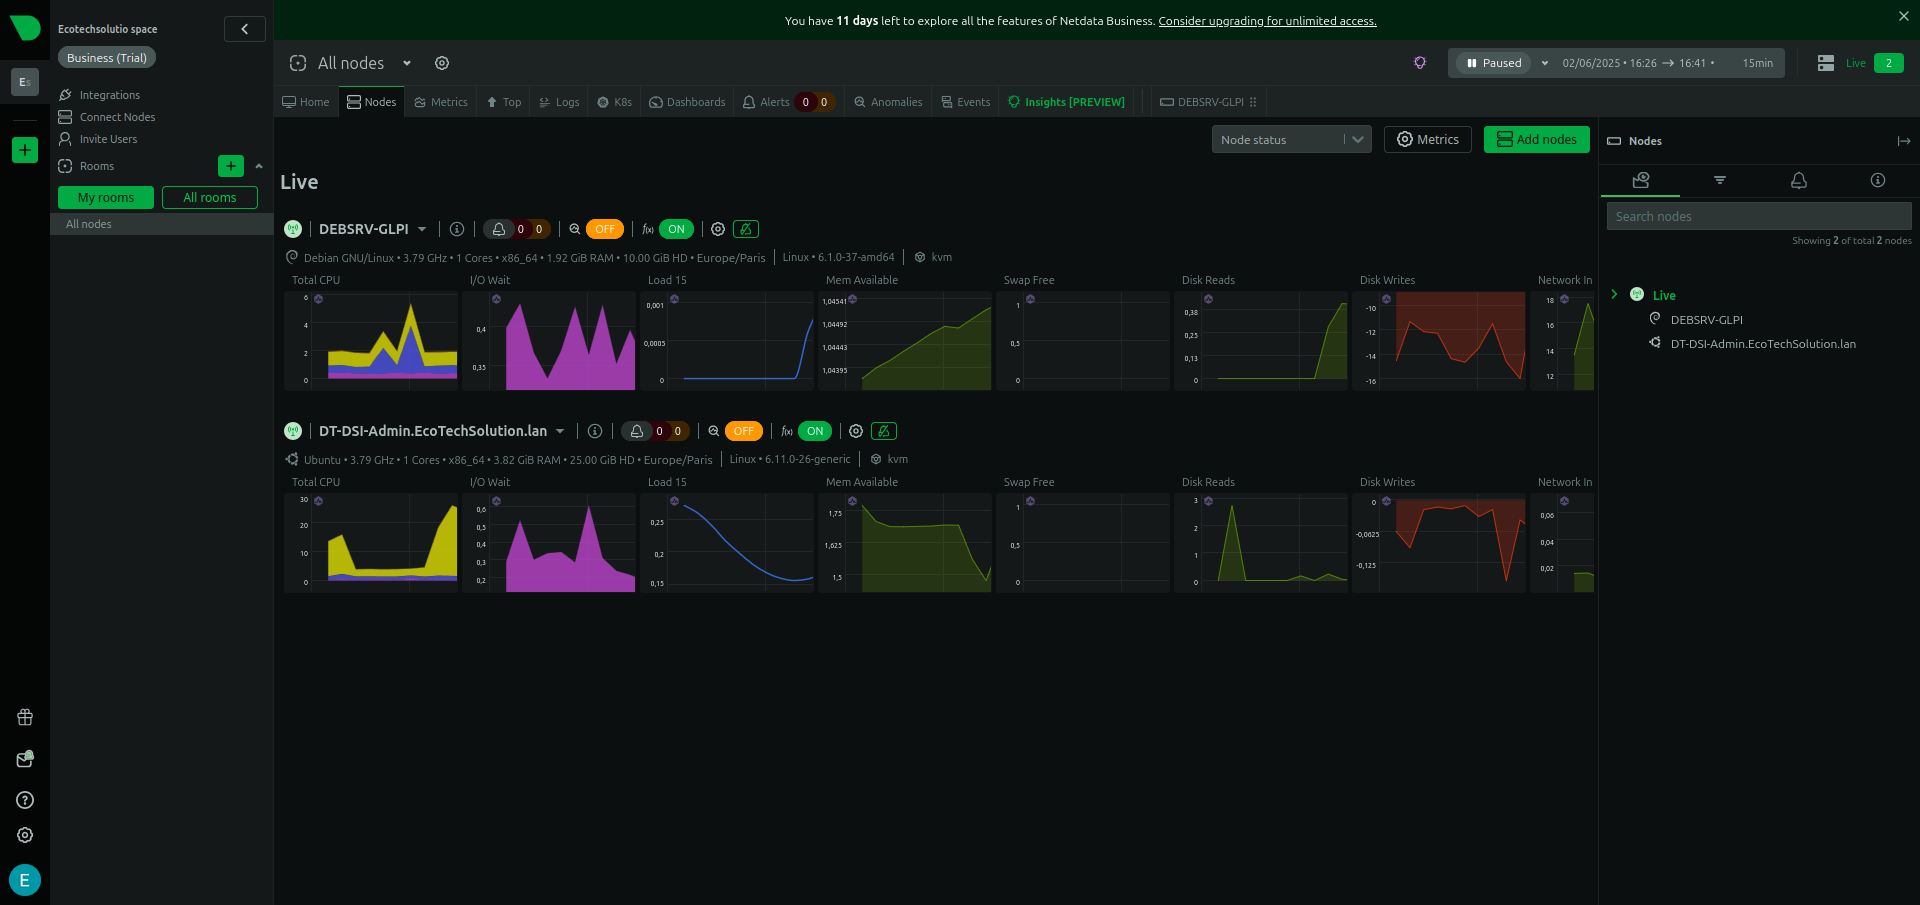 You have 11 days left to explore all the features of Netdata Business. Consider upgrading for unlimited access.
Ecotechsolutio space
Business (Trial)
Es
Integrations
Connect Nodes
Invite Users
Rooms
My rooms
All rooms
All nodes
E
All nodes
Paused
02/06/2025 • 16:26 → 16:41 •
15min
Live
2
Home
Nodes
Metrics
Top
Logs
K8s
Dashboards
Alerts
0
0
Anomalies
Events
Insights [PREVIEW]
DEBSRV-GLPI
Node status
Metrics
Add nodes
Live
DEBSRV-GLPI
0
0
OFF
f(x)
ON
Debian GNU/Linux • 3.79 GHz • 1 Cores • x86_64 • 1.92 GiB RAM • 10.00 GiB HD • Europe/Paris
Linux • 6.1.0-37-amd64
kvm
Total CPU
6
4
2
0
I/O Wait
0,4
0,35
Load 15
0,001
0,0005
0
Mem Available
1,04541
1,04492
1,04443
1,04395
Swap Free
1
0,5
0
Disk Reads
0,38
0,25
0,13
0
Disk Writes
-10
-12
-14
-16
Network In
18
16
14
12
DT-DSI-Admin.EcoTechSolution.lan
0
0
OFF
f(x)
ON
Ubuntu • 3.79 GHz • 1 Cores • x86_64 • 3.82 GiB RAM • 25.00 GiB HD • Europe/Paris
Linux • 6.11.0-26-generic
kvm
Total CPU
30
20
10
0
I/O Wait
0,6
0,5
0,4
0,3
0,2
Load 15
0,25
0,2
0,15
Mem Available
1,75
1,625
1,5
Swap Free
1
0,5
0
Disk Reads
3
2
1
0
Disk Writes
0
-0,0625
-0,125
Network In
0,06
0,04
0,02
Nodes
Search nodes
Showing 2 of total 2 nodes
Live
DEBSRV-GLPI
DT-DSI-Admin.EcoTechSolution.lan